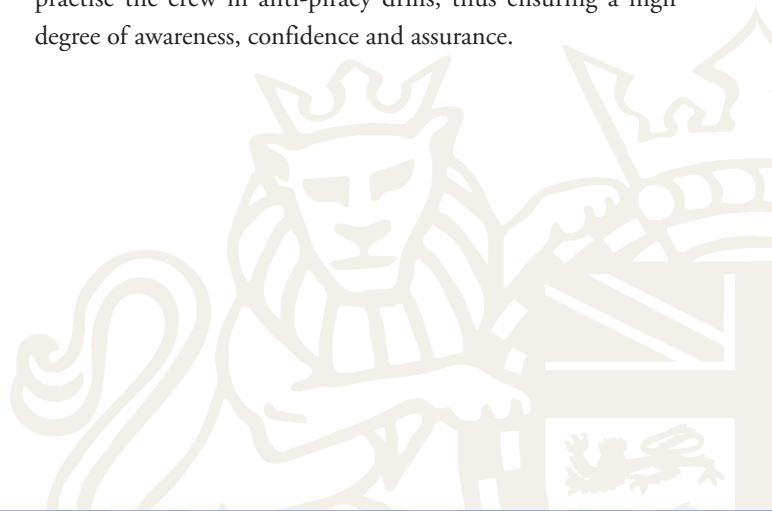 practise the crew in anti-piracy drills, thus ensuring a high
degree of awareness, confidence and assurance.